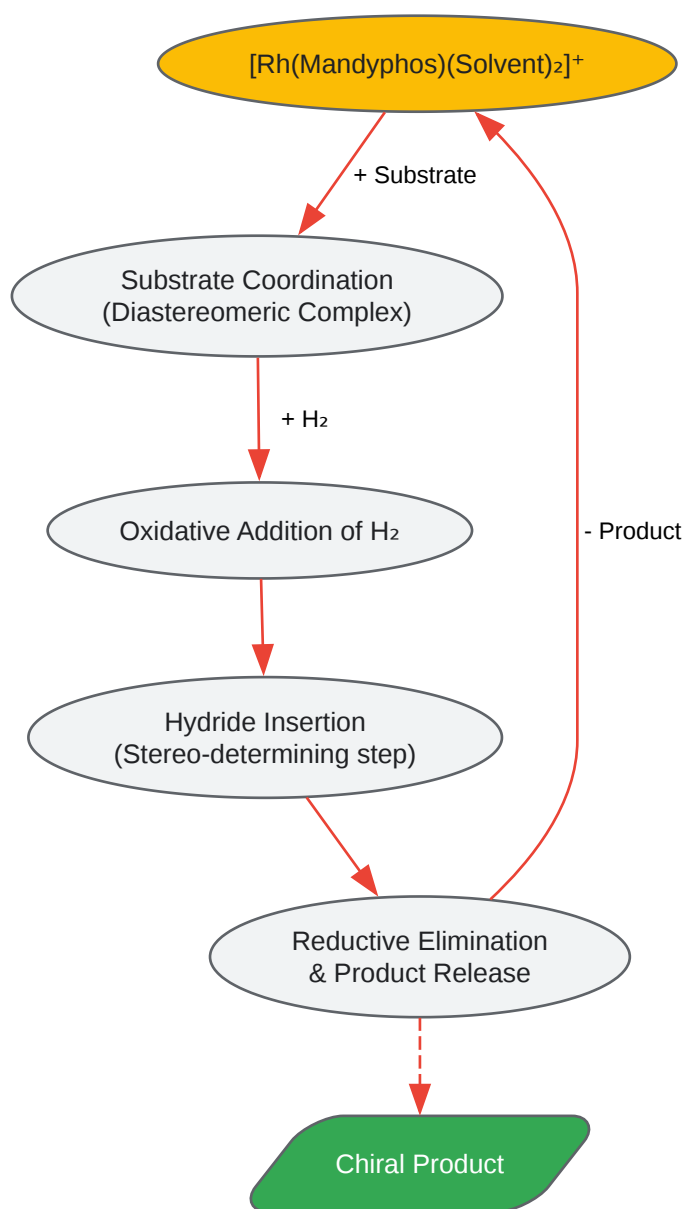 [Rh(Mandyphos)(Solvent)₂]⁺
+ Substrate
Substrate Coordination
(Diastereomeric Complex)
+ H₂
Oxidative Addition of H₂
- Product
Hydride Insertion
(Stereo-determining step)
Reductive Elimination
& Product Release
Chiral Product